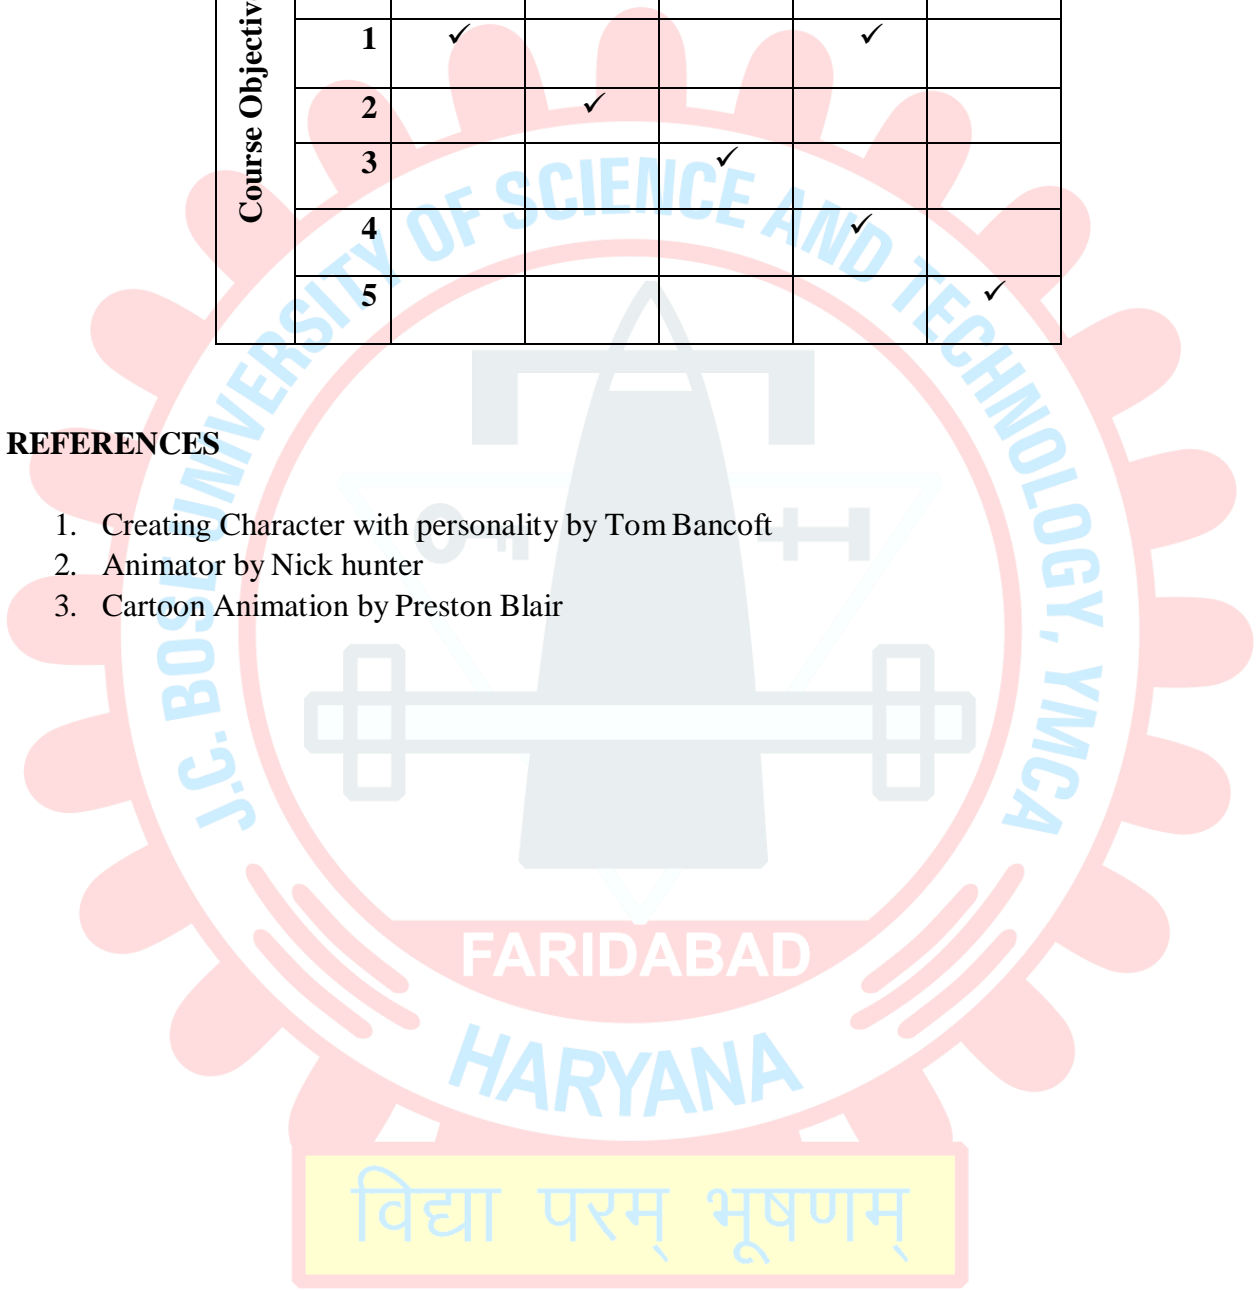 Course Objectiv
1 ✓ ✓
2 ✓
3 ✓
4 ✓
5 ✓
REFERENCES
1. Creating Character with personality by Tom Bancoft
2. Animator by Nick hunter
3. Cartoon Animation by Preston Blair
J.C. BOSE UNIVERSITY OF SCIENCE AND TECHNOLOGY, YMCA
FARIDABAD
HARYANA
विद्या परम् भूषणम्